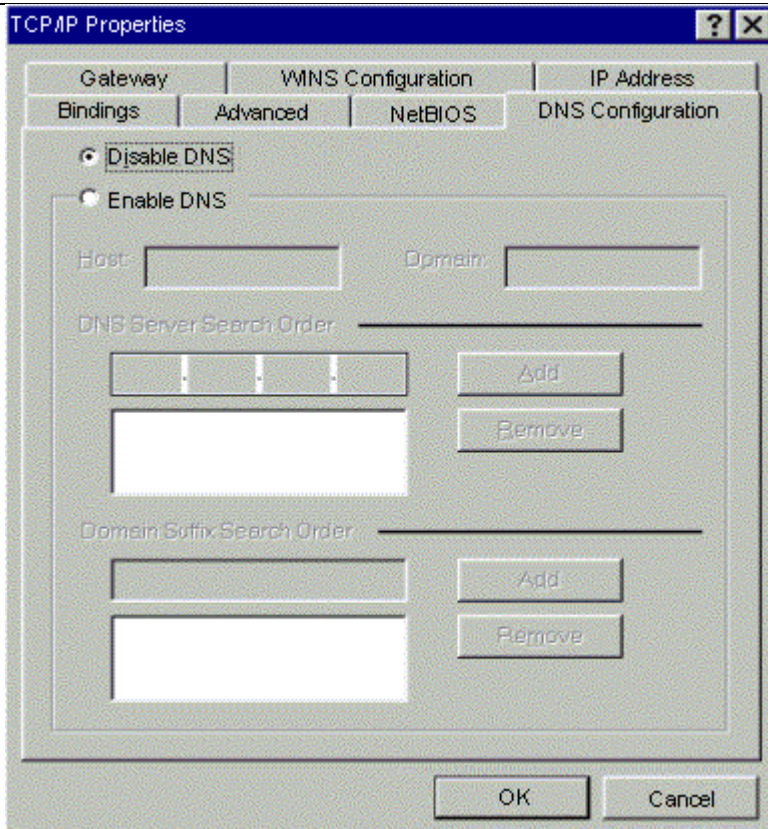 TCP/IP Properties
? X
Gateway WINS Configuration IP Address
Bindings Advanced NetBIOS DNS Configuration
Disable DNS
Enable DNS
Host: Domain:
DNS Server Search Order
. . . Add
Remove
Domain Suffix Search Order
Add
Remove
OK Cancel